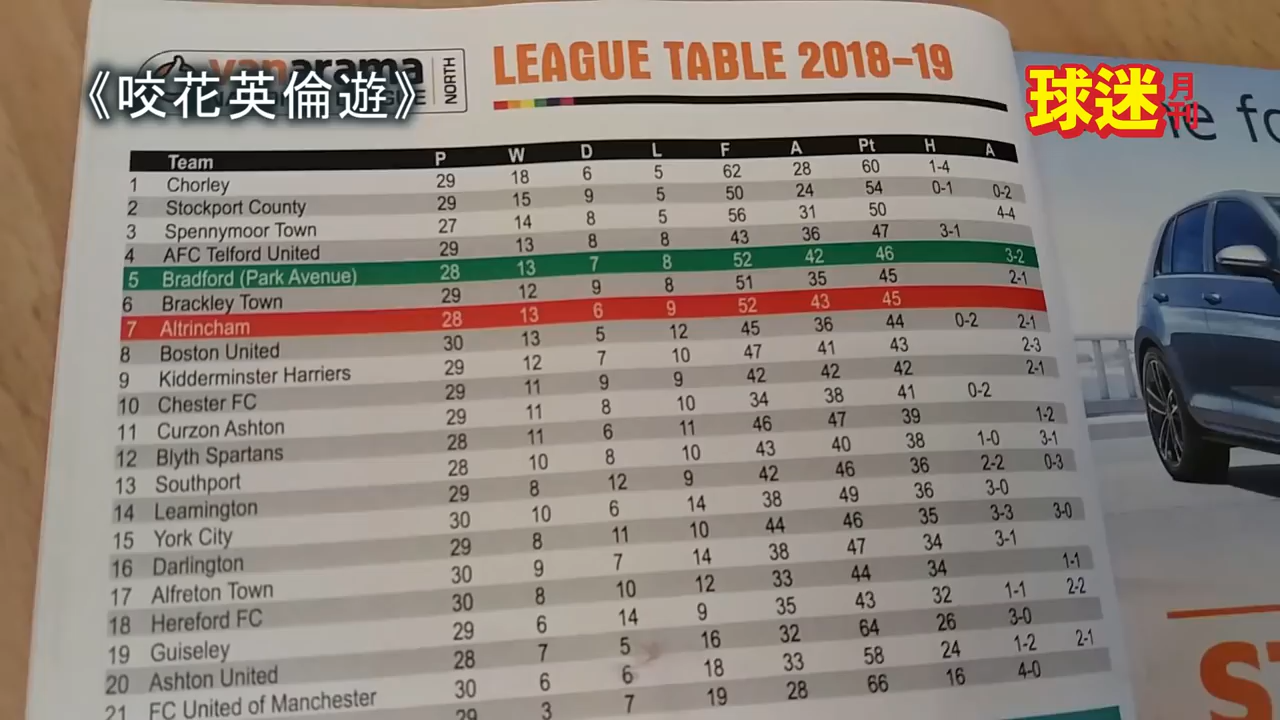 《咬花英倫遊》
vanarama
NORTH
LEAGUE TABLE 2018-19
球迷
月刊
Team P W D L F A Pt H A
1 Chorley 29 18 6 5 62 28 60 1-4
2 Stockport County 29 15 9 5 50 24 54 0-1 0-2
3 Spennymoor Town 27 14 8 5 56 31 50 4-4
4 AFC Telford United 29 13 8 8 43 36 47 3-1
5 Bradford (Park Avenue) 28 13 7 8 52 42 46 3-2
6 Brackley Town 29 12 9 8 51 35 45 2-1
7 Altrincham 28 13 6 9 52 43 45
8 Boston United 30 13 5 12 45 36 44 0-2 2-1
9 Kidderminster Harriers 29 12 7 10 47 41 43 2-3
10 Chester FC 29 11 9 9 42 42 42 2-1
11 Curzon Ashton 29 11 8 10 34 38 41 0-2
12 Blyth Spartans 28 11 6 11 46 47 39 1-2
13 Southport 28 10 8 10 43 40 38 1-0 3-1
14 Leamington 29 8 12 9 42 46 36 2-2 0-3
15 York City 30 10 6 14 38 49 36 3-0
16 Darlington 29 8 11 10 44 46 35 3-3 3-0
17 Alfreton Town 30 9 7 14 38 47 34 3-1
18 Hereford FC 30 8 10 12 33 44 34 1-1
19 Guiseley 29 6 14 9 35 43 32 1-1 2-2
20 Ashton United 28 7 5 16 32 64 26 3-0
21 FC United of Manchester 30 6 6 18 33 58 24 1-2 2-1
29 3 7 19 28 66 16 4-0